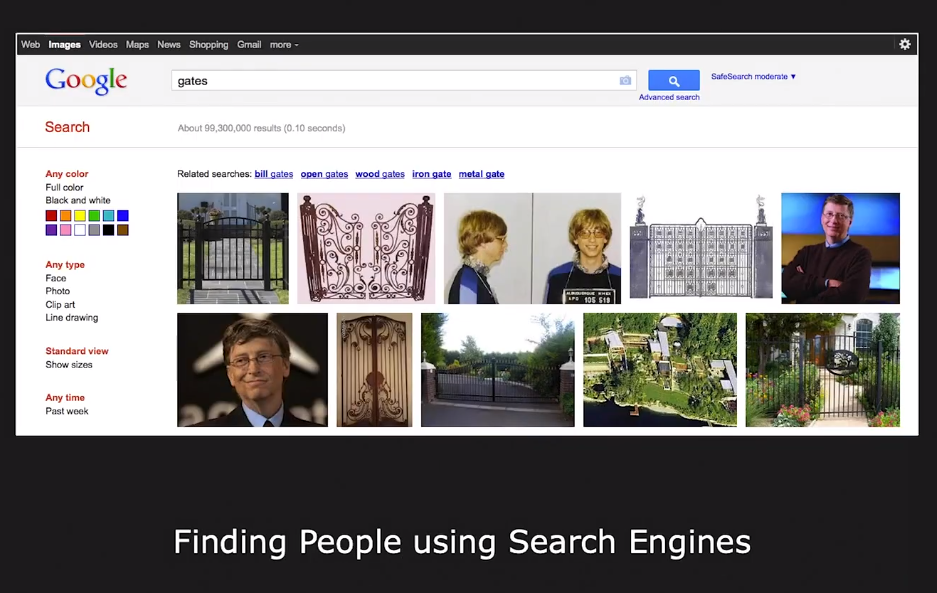 Web Images Videos Maps News Shopping Gmail more
Google
gates
SafeSearch moderate ▼
Advanced search
Search
About 99,300,000 results (0.10 seconds)
Any color
Full color
Black and white
Any type
Face
Photo
Clip art
Line drawing
Standard view
Show sizes
Any time
Past week
Related searches: bill gates open gates wood gates iron gate metal gate
ALBUQUERQUE NMEX
APD 105 519
Finding People using Search Engines